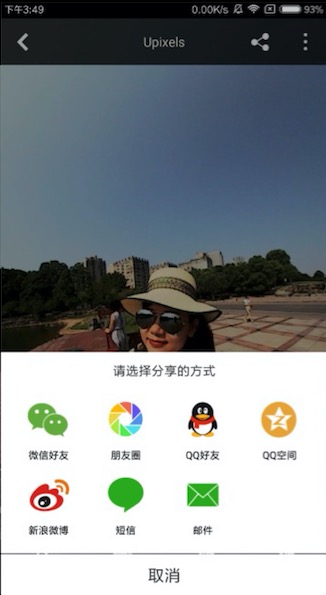 下午3:49 0.00K/s 93%
Upixels
请选择分享的方式
微信好友 朋友圈 QQ好友 QQ空间
新浪微博 短信 邮件
取消